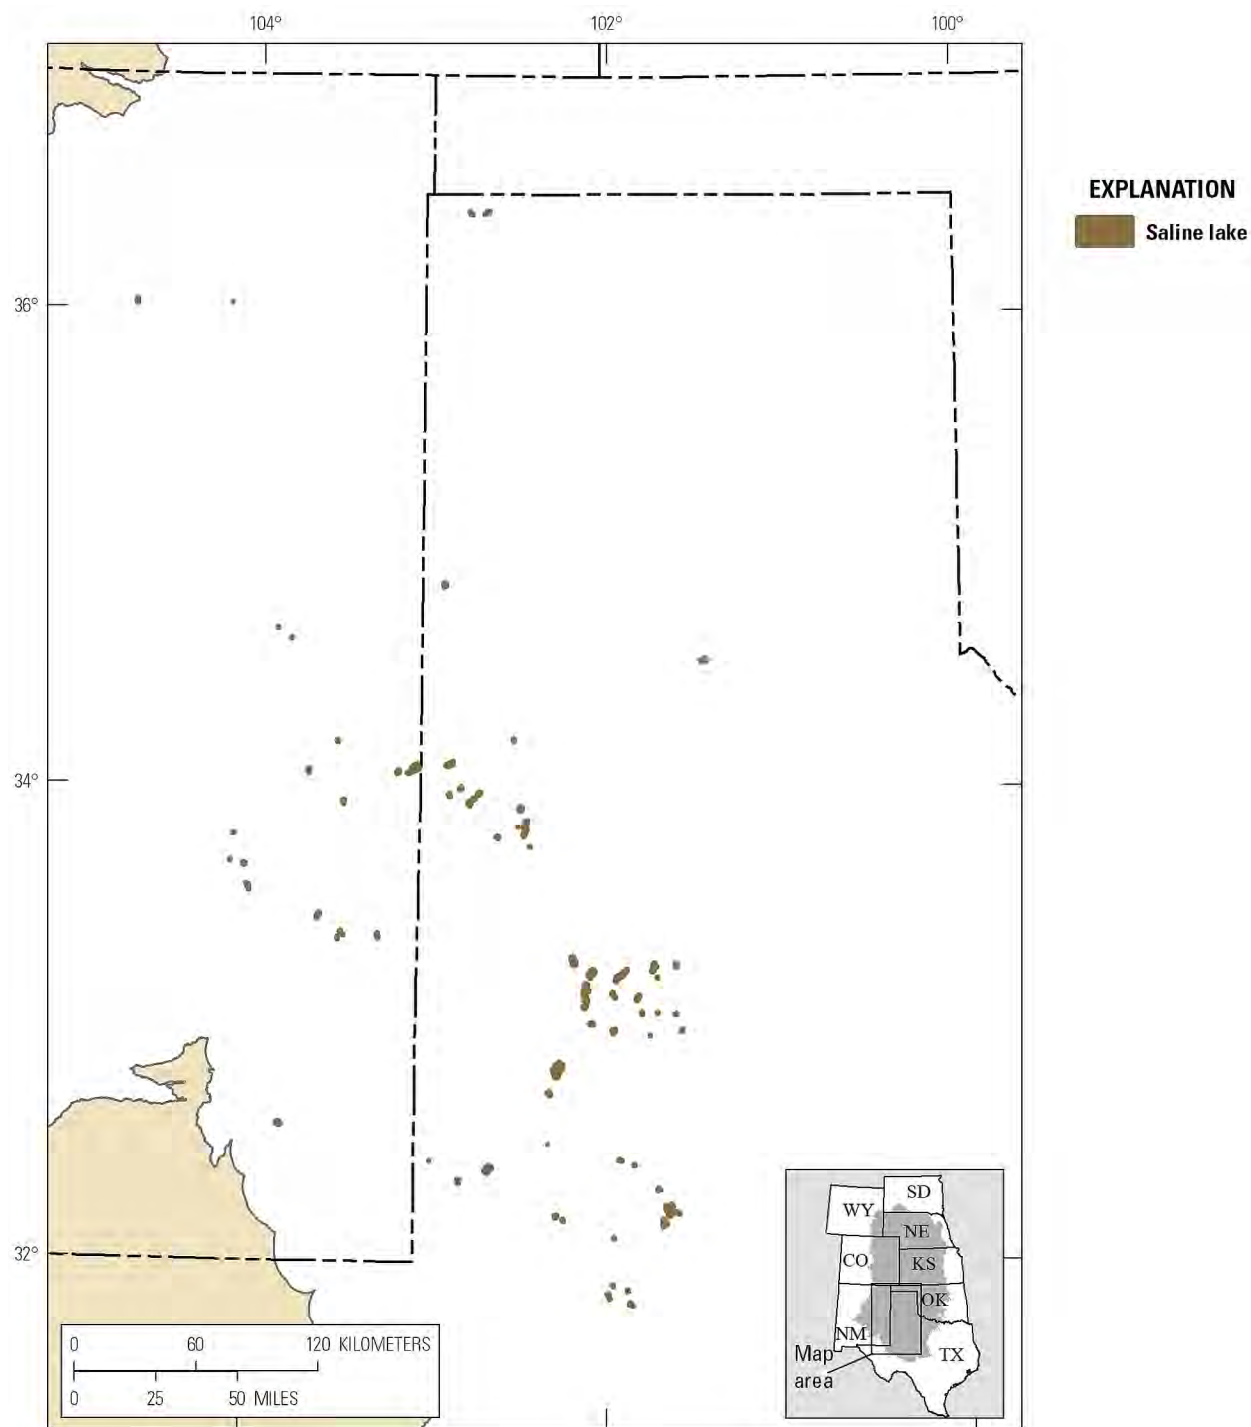 104°
102°
100°
EXPLANATION
Saline lake
36°
34°
32°
0 60 120 KILOMETERS
0 25 50 MILES
SD
WY
NE
CO
KS
OK
NM
TX
Map
area